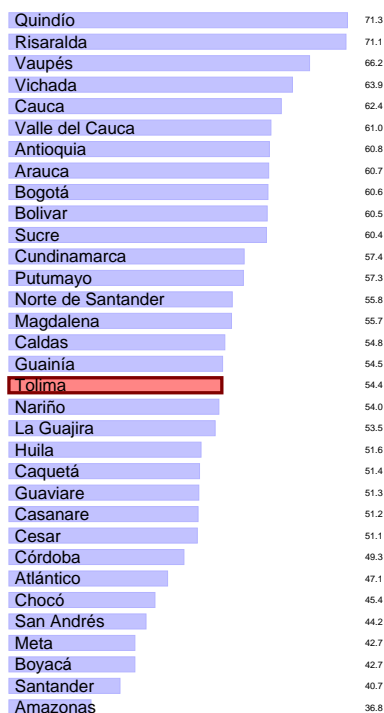 Quindío 71.3
Risaralda 71.1
Vaupés 66.2
Vichada 63.9
Cauca 62.4
Valle del Cauca 61.0
Antioquia 60.8
Arauca 60.7
Bogotá 60.6
Bolivar 60.5
Sucre 60.4
Cundinamarca 57.4
Putumayo 57.3
Norte de Santander 55.8
Magdalena 55.7
Caldas 54.8
Guainía 54.5
Tolima 54.4
Nariño 54.0
La Guajira 53.5
Huila 51.6
Caquetá 51.4
Guaviare 51.3
Casanare 51.2
Cesar 51.1
Córdoba 49.3
Atlántico 47.1
Chocó 45.4
San Andrés 44.2
Meta 42.7
Boyacá 42.7
Santander 40.7
Amazonas 36.8